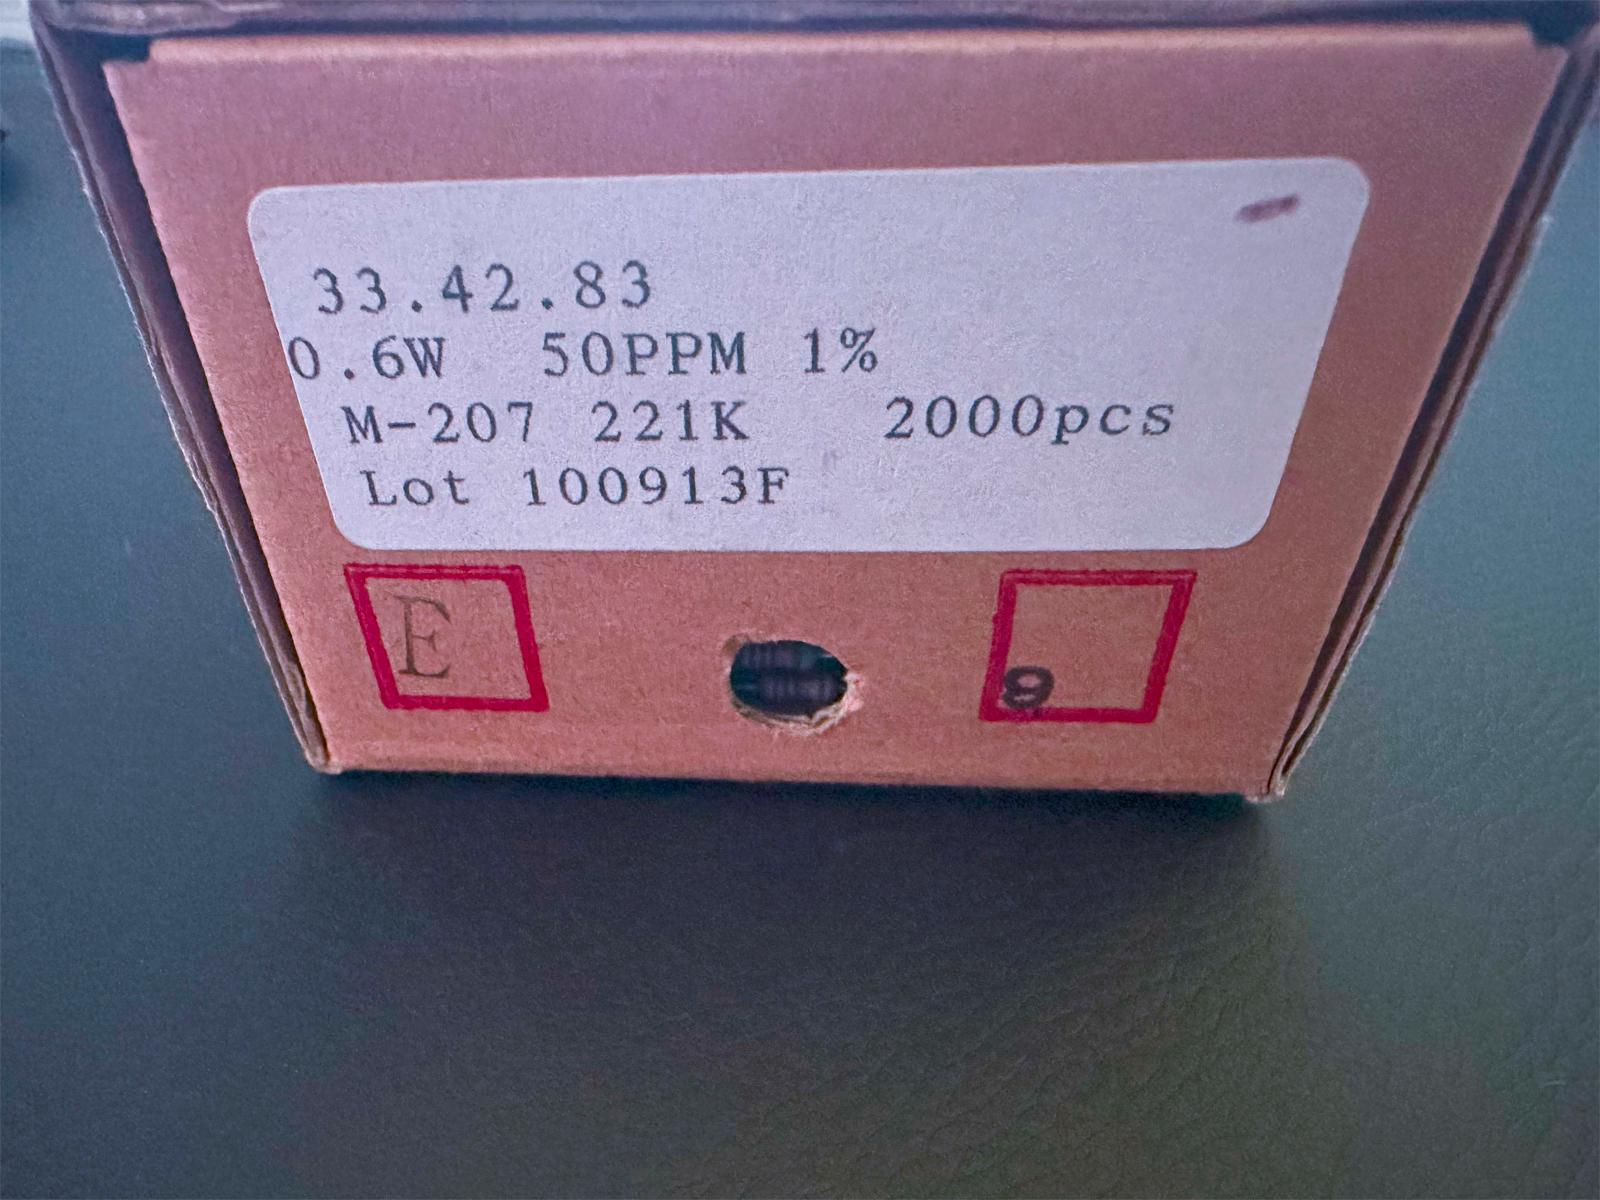 33.42.83
0.6W 50PPM 1%
M-207 221K 2000pcs
Lot 100913F
E
9